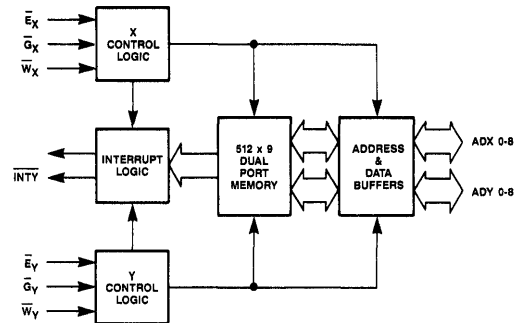 E̅X
G̅X
W̅X
X
CONTROL
LOGIC
INTERRUPT
LOGIC
I̅N̅T̅Y̅
512 x 9
DUAL
PORT
MEMORY
ADDRESS
&
DATA
BUFFERS
ADX 0-8
ADY 0-8
E̅Y
G̅Y
W̅Y
Y
CONTROL
LOGIC